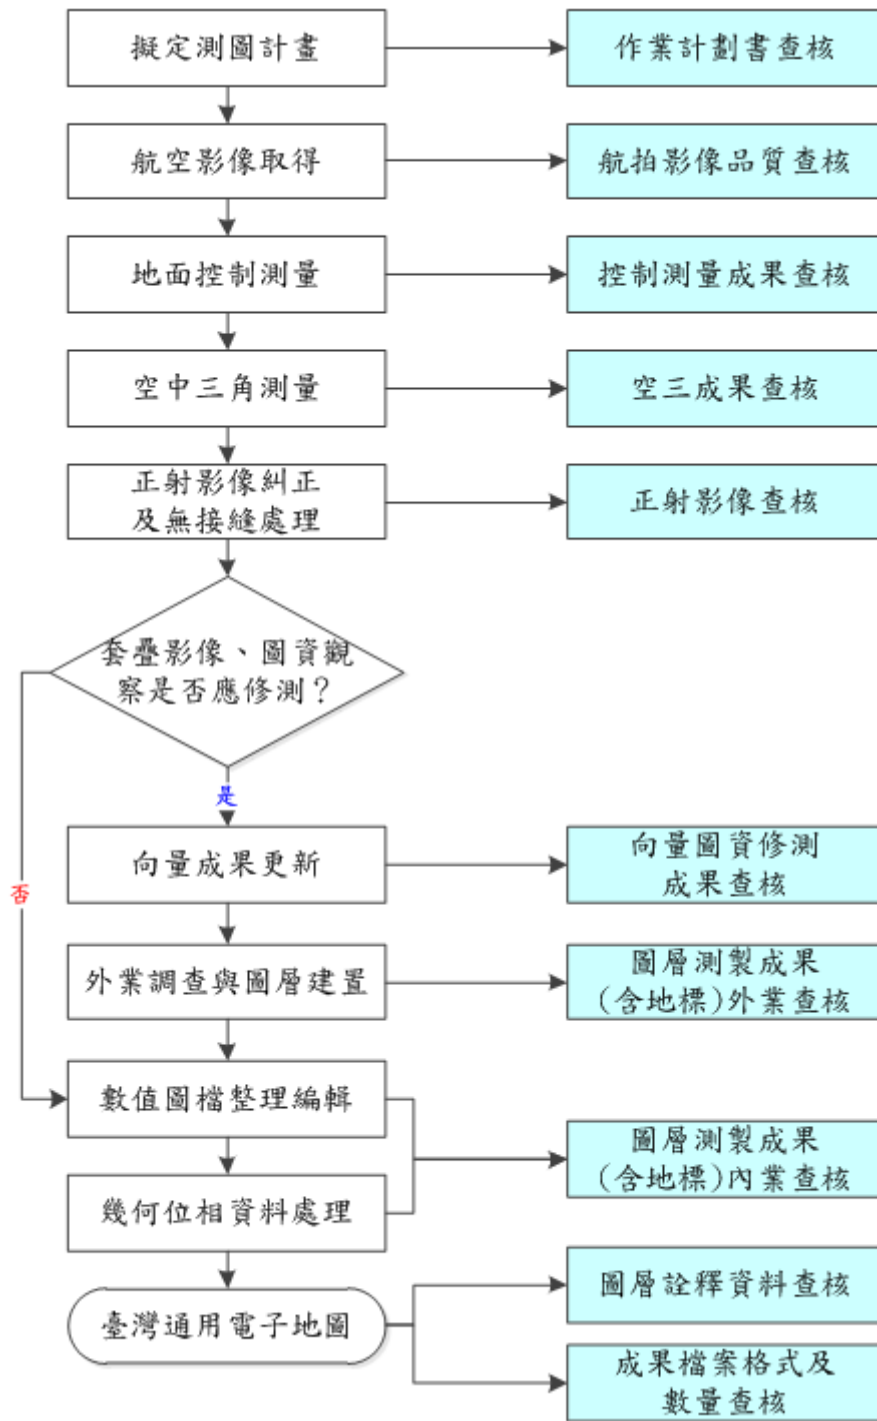 擬定測圖計畫
作業計劃書查核
航空影像取得
航拍影像品質查核
地面控制測量
控制測量成果查核
空中三角測量
空三成果查核
正射影像糾正
及無接縫處理
正射影像查核
套疊影像、圖資觀
察是否應修測？
是
否
向量成果更新
向量圖資修測
成果查核
外業調查與圖層建置
圖層測製成果
(含地標)外業查核
數值圖檔整理編輯
圖層測製成果
(含地標)內業查核
幾何位相資料處理
臺灣通用電子地圖
圖層詮釋資料查核
成果檔案格式及
數量查核